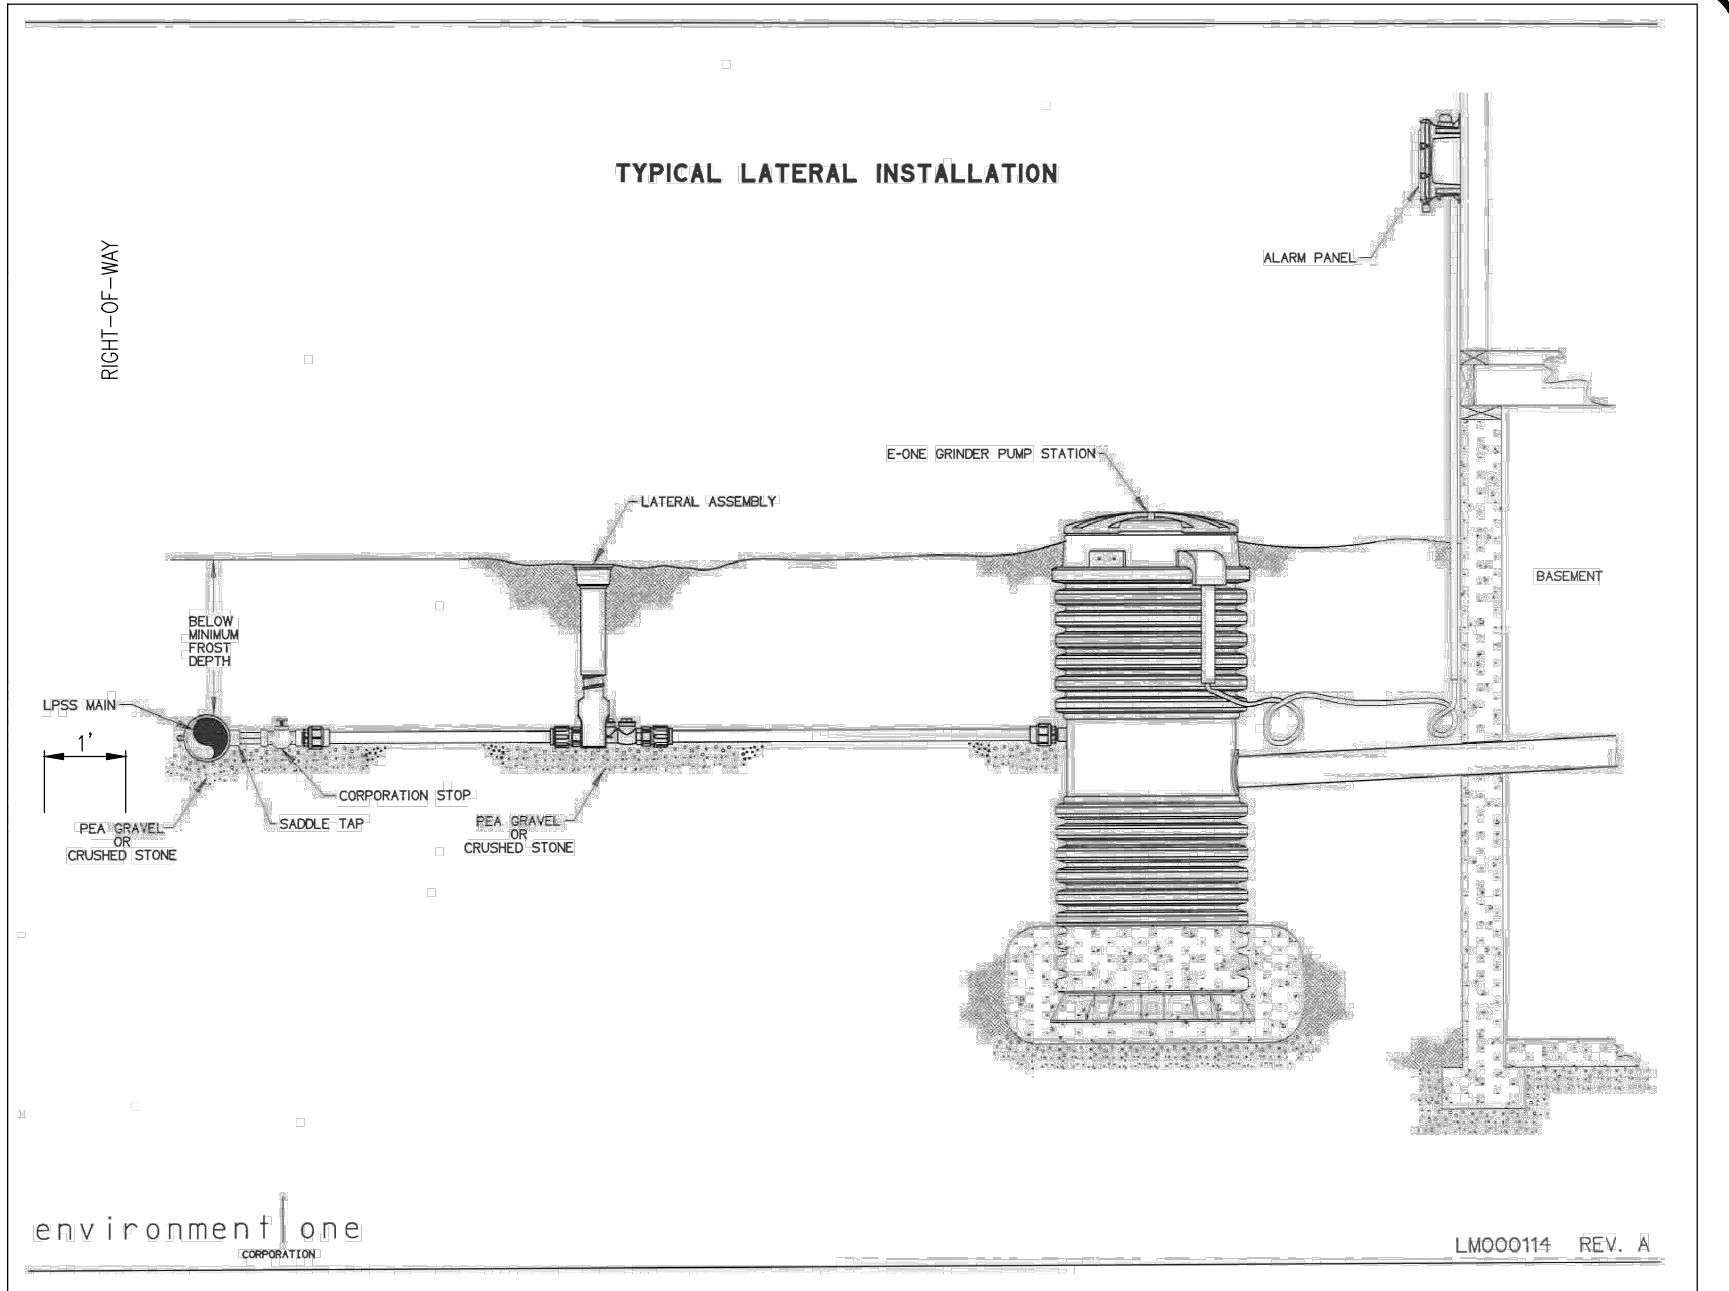 TYPICAL LATERAL INSTALLATION
RIGHT-OF-WAY
ALARM PANEL
E-ONE GRINDER PUMP STATION
LATERAL ASSEMBLY
BASEMENT
BELOW
MINIMUM
FROST
DEPTH
LPSS MAIN
1'
CORPORATION STOP
SADDLE TAP
PEA GRAVEL
OR
CRUSHED STONE
PEA GRAVEL
OR
CRUSHED STONE
environment one
CORPORATION
LM000114 REV. A